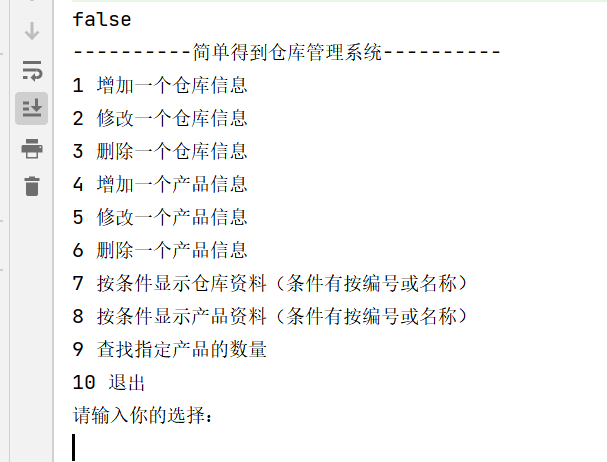 false
----------简单得到仓库管理系统----------
1 增加一个仓库信息
2 修改一个仓库信息
3 删除一个仓库信息
4 增加一个产品信息
5 修改一个产品信息
6 删除一个产品信息
7 按条件显示仓库资料（条件有按编号或名称）
8 按条件显示产品资料（条件有按编号或名称）
9 查找指定产品的数量
10 退出
请输入你的选择：